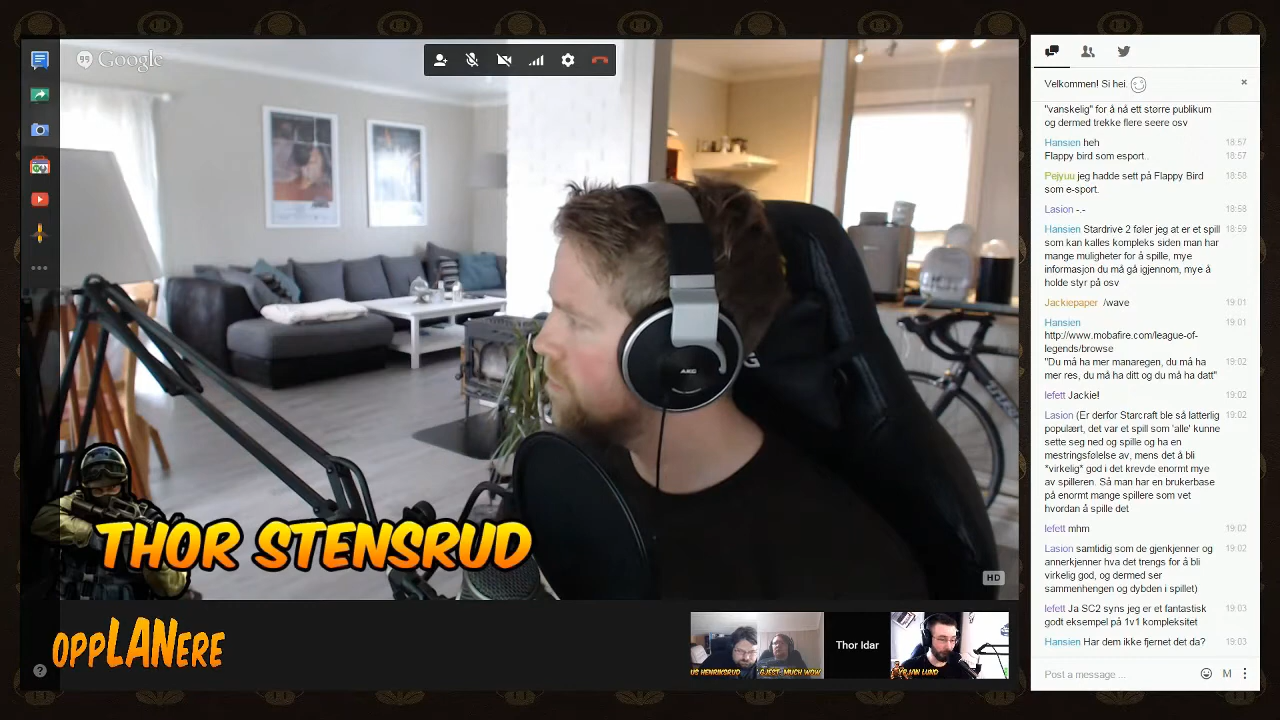 Google
HD
THOR STENSRUD
OPPLANERE
US HENRIKSRUD
GJEST: MUCH WOW
Thor Idar
JAN LUND
Velkommen! Si hei
"vanskelig" for å nå ett større publikum
og dermed trekke flere seere osv
Hansien heh 18:57
Flappy bird som esport.. 18:57
Pejyuu jeg hadde sett på Flappy Bird 18:58
som e-sport.
Lasion -.- 18:58
Hansien Stardrive 2 føler jeg at er et spill 18:59
som kan kalles kompleks siden man har
mange muligheter for å spille, mye
informasjon du må gå igjennom, mye å
holde styr på osv
Jackiepaper /wave 19:01
Hansien 19:01
http://www.mobafire.com/league-of-
legends/browse
"Du må ha mer manaregen, du må ha 19:02
mer res, du må ha ditt og du må ha datt"
lefett Jackie! 19:02
Lasion (Er derfor Starcraft ble så latterlig 19:02
populært, det var et spill som 'alle' kunne
sette seg ned og spille og ha en
mestringsfølelse av, mens det å bli
*virkelig* god i det krevde enormt mye
av spilleren. Så man har en brukerbase
på enormt mange spillere som vet
hvordan å spille det
lefett mhm 19:02
Lasion samtidig som de gjenkjenner og 19:02
annerkjenner hva det trengs for å bli
virkelig god, og dermed ser
sammenhengen og dybden i spillet)
lefett Ja SC2 syns jeg er et fantastisk 19:03
godt eksempel på 1v1 kompleksitet
Hansien Har dem ikke fjernet det da? 19:03
Post a message ...
M